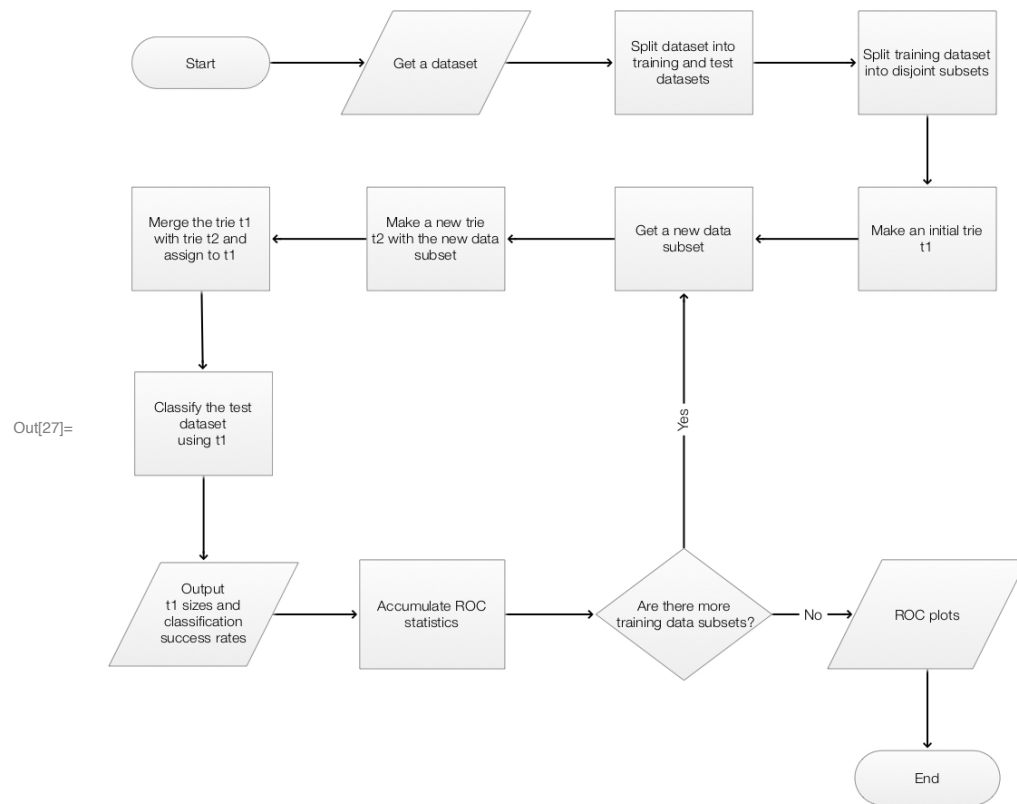 Start
Get a dataset
Split dataset into
training and test
datasets
Split training dataset
into disjoint subsets
Merge the trie t1
with trie t2 and
assign to t1
Make a new trie
t2 with the new data
subset
Get a new data
subset
Make an initial trie
t1
Out[27]=
Classify the test
dataset
using t1
Yes
Output
t1 sizes and
classification
success rates
Accumulate ROC
statistics
Are there more
training data subsets?
No
ROC plots
End